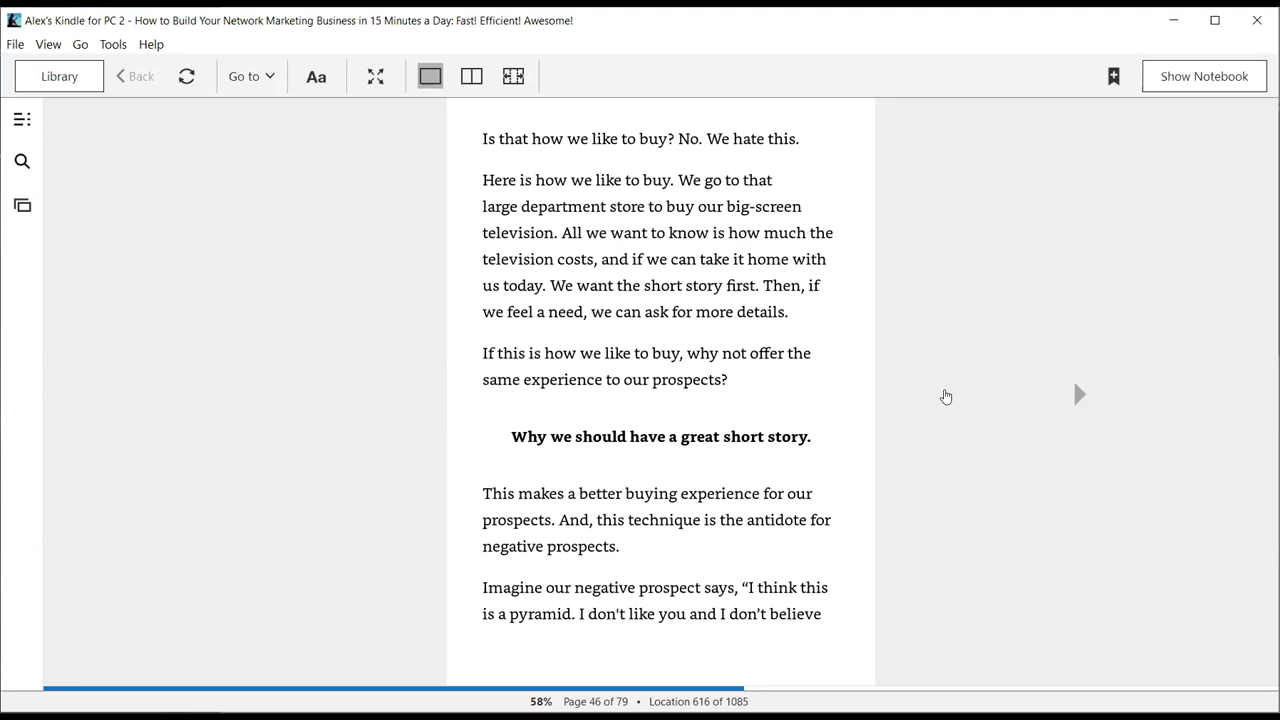 Alex's Kindle for PC 2 - How to Build Your Network Marketing Business in 15 Minutes a Day: Fast! Efficient! Awesome!
File View Go Tools Help
Library Back Go to Aa Show Notebook
Is that how we like to buy? No. We hate this.
Here is how we like to buy. We go to that
large department store to buy our big-screen
television. All we want to know is how much the
television costs, and if we can take it home with
us today. We want the short story first. Then, if
we feel a need, we can ask for more details.
If this is how we like to buy, why not offer the
same experience to our prospects?
Why we should have a great short story.
This makes a better buying experience for our
prospects. And, this technique is the antidote for
negative prospects.
Imagine our negative prospect says, “I think this
is a pyramid. I don't like you and I don’t believe
58% Page 46 of 79 • Location 616 of 1085